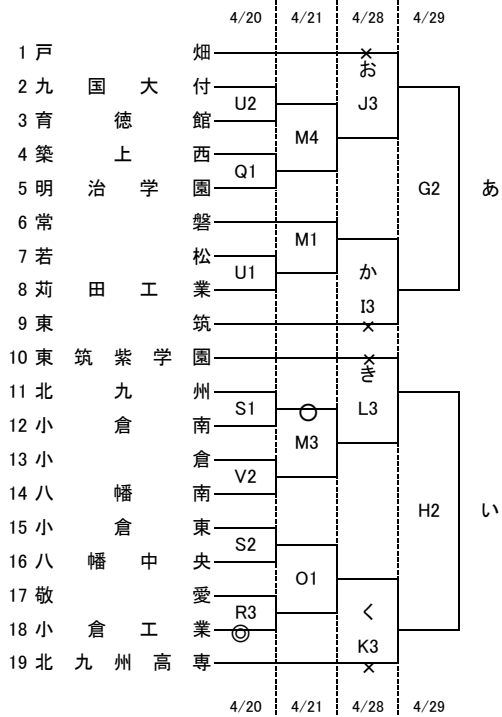 4/20 4/21 4/28 4/29
1 戸畑
×
お
2 九国大付
U2
J3
3 育徳館
M4
4 築上西
Q1
5 明治学園
G2
あ
6 常磐
M1
7 若松
U1
か
8 苅田工業
I3
9 東筑
×
10 東筑紫学園
×
き
11 北九州
S1
○
L3
12 小倉南
M3
13 小倉
V2
14 八幡南
H2
い
15 小倉東
S2
16 八幡中央
O1
17 敬愛
R3
く
18 小倉工業
◎
K3
19 北九州高専
×
4/20 4/21 4/28 4/29